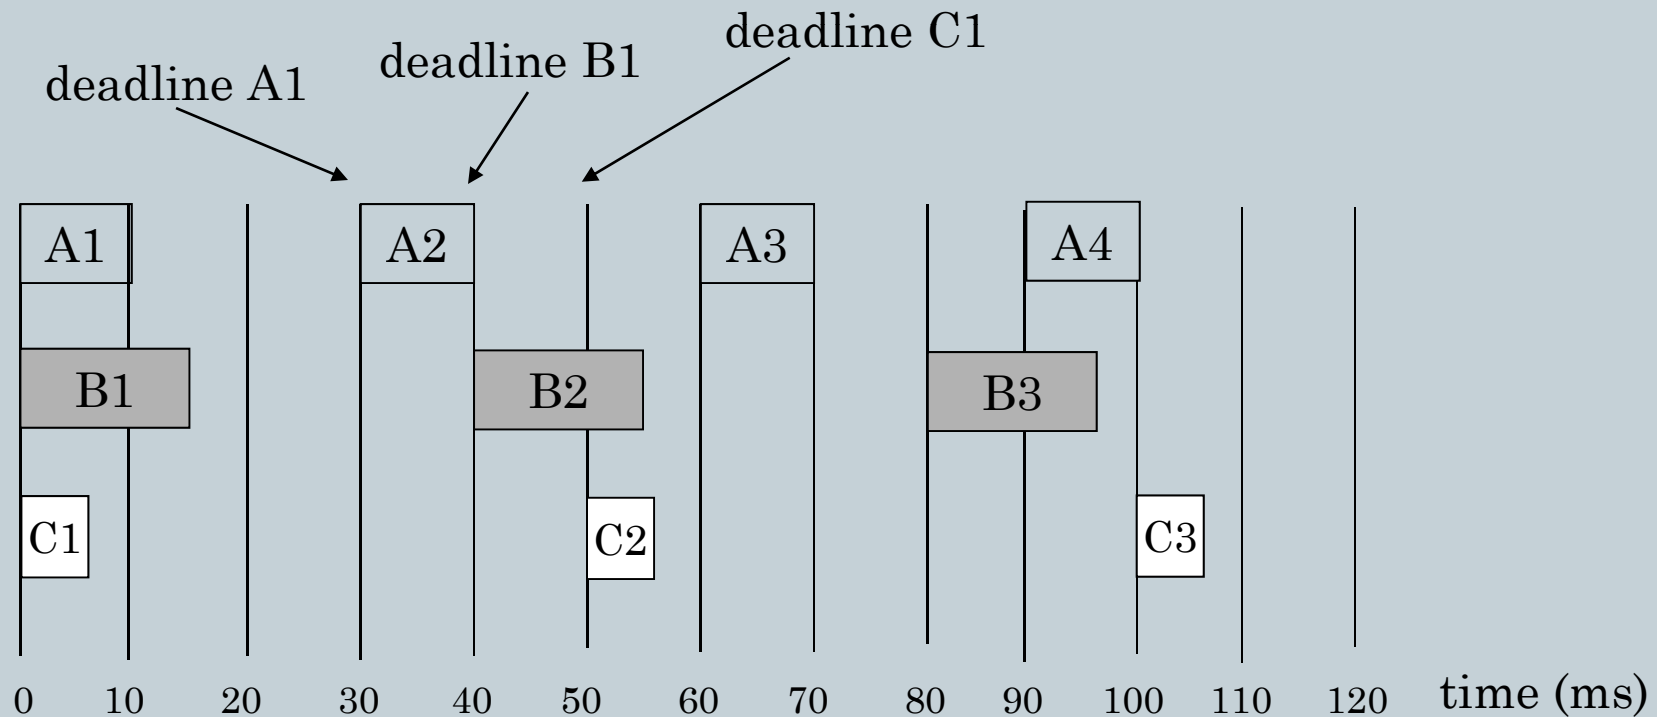 deadline C1
deadline B1
deadline A1
A1 A2 A3 A4
B1 B2 B3
C1 C2 C3
0 10 20 30 40 50 60 70 80 90 100 110 120 time (ms)